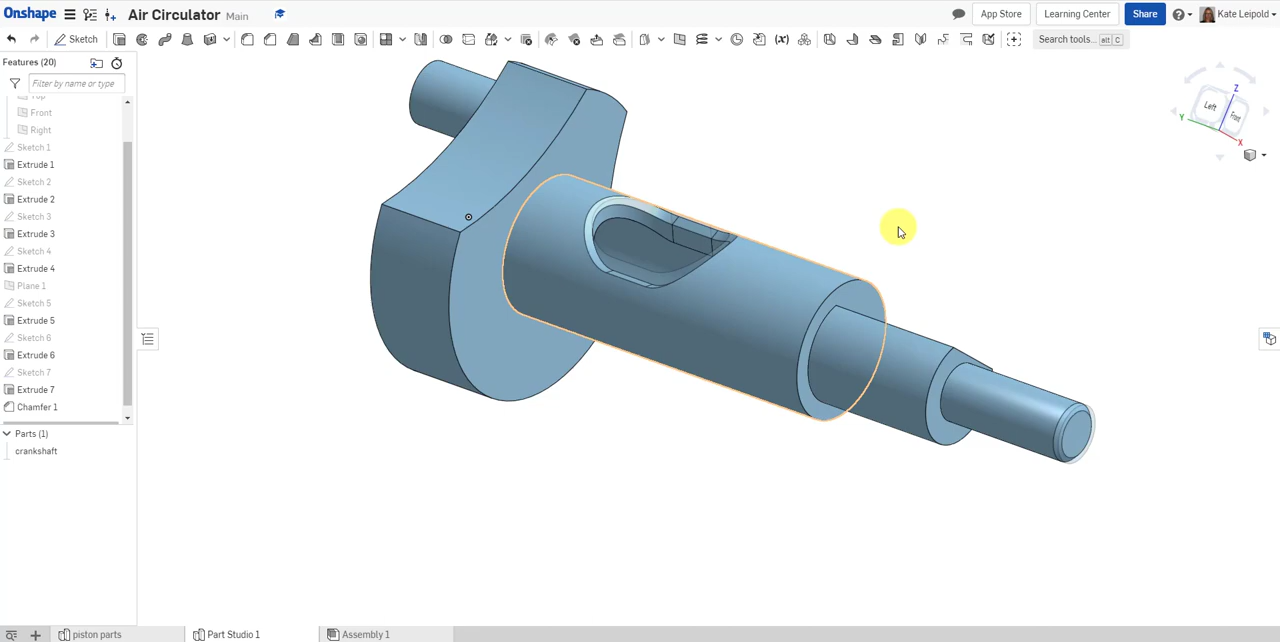 Onshape Air Circulator Main App Store Learning Center Share Kate Leipold
Sketch Search tools... alt C
Features (20)
Filter by name or type
Top
Front
Right
Sketch 1
Extrude 1
Sketch 2
Extrude 2
Sketch 3
Extrude 3
Sketch 4
Extrude 4
Plane 1
Sketch 5
Extrude 5
Sketch 6
Extrude 6
Sketch 7
Extrude 7
Chamfer 1
Parts (1)
crankshaft
Z
Left Front
Y
X
piston parts Part Studio 1 Assembly 1